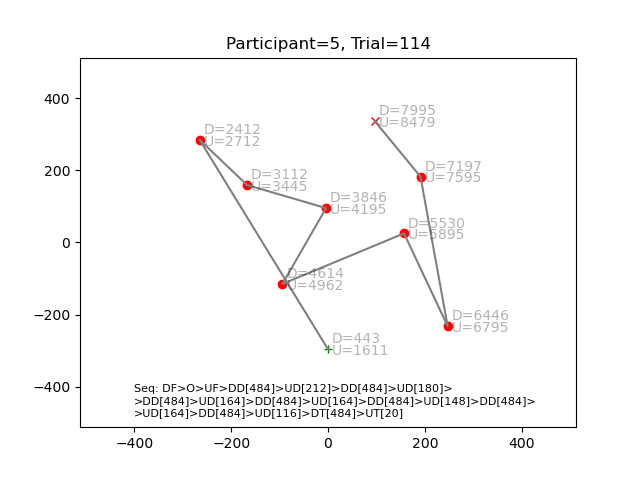 Participant=5, Trial=114
400
200
0
−200
−400
−400
−200
0
200
400
D=7995
U=8479
D=2412
U=2712
D=7197
U=7595
D=3112
U=3445
D=3846
U=4195
D=5530
U=5895
D=4614
U=4962
D=6446
U=6795
D=443
U=1611
Seq: DF>O>UF>DD[484]>UD[212]>DD[484]>UD[180]>
>DD[484]>UD[164]>DD[484]>UD[164]>DD[484]>UD[148]>DD[484]>
>UD[164]>DD[484]>UD[116]>DT[484]>UT[20]